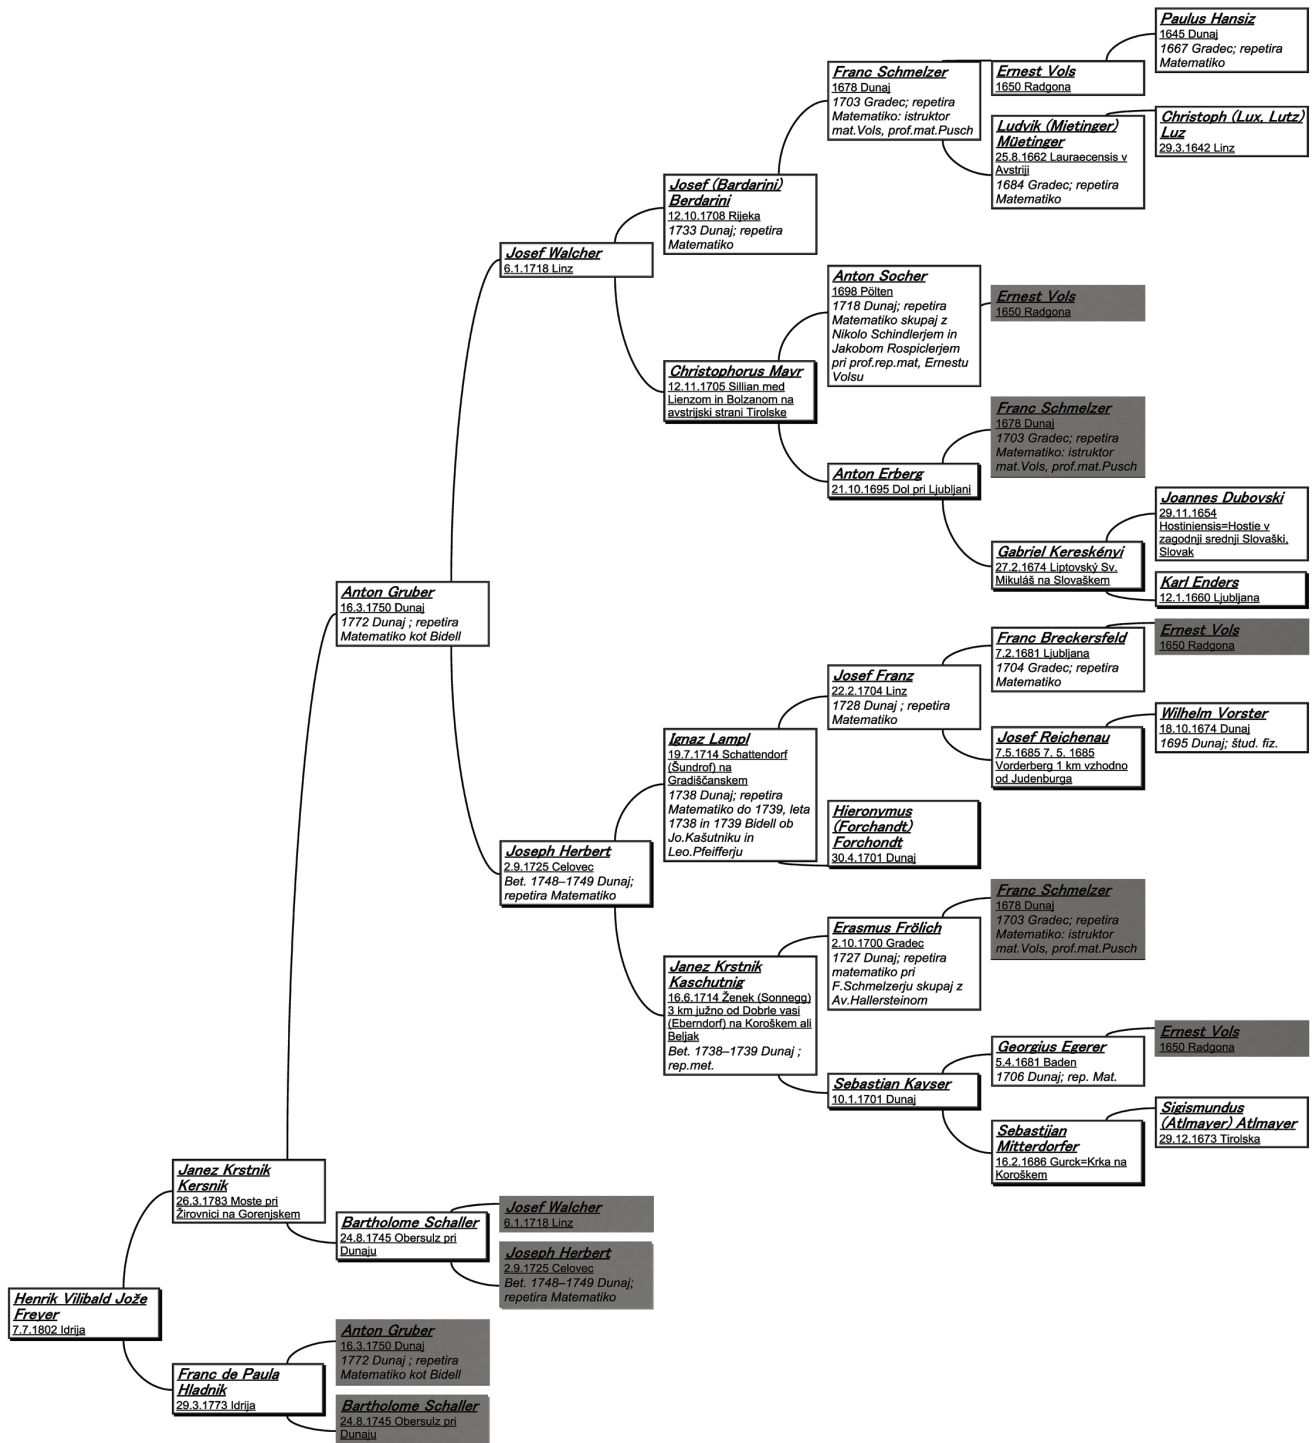 Paulus Hansiz
1645 Dunaj
1667 Gradec; repetira
Matematiko
Franc Schmelzer
1678 Dunaj
1703 Gradec; repetira
Matematiko: istruktor
mat.Vols, prof.mat.Pusch
Ernest Vols
1650 Radgona
Ludvik (Mietinger)
Müetinger
25.8.1662 Lauraecensis v
Avstriji
1684 Gradec; repetira
Matematiko
Christoph (Lux, Lutz)
Luz
29.3.1642 Linz
Josef (Bardarini)
Berdarini
12.10.1708 Rijeka
1733 Dunaj; repetira
Matematiko
Josef Walcher
6.1.1718 Linz
Anton Socher
1698 Pölten
1718 Dunaj; repetira
Matematiko skupaj z
Nikolo Schindlerjem in
Jakobom Rospiclerjem
pri prof.rep.mat, Ernestu
Volsu
Ernest Vols
1650 Radgona
Christophorus Mayr
12.11.1705 Sillian med
Lienzom in Bolzanom na
avstrijski strani Tirolske
Franc Schmelzer
1678 Dunaj
1703 Gradec; repetira
Matematiko: istruktor
mat.Vols, prof.mat.Pusch
Anton Erberg
21.10.1695 Dol pri Ljubljani
Joannes Dubovski
29.11.1654
Hostiniensis=Hostie v
zagodnji srednji Slovaški,
Slovak
Gabriel Kereskényi
27.2.1674 Liptovský Sv.
Mikuláš na Slovaškem
Karl Enders
12.1.1660 Ljubljana
Anton Gruber
16.3.1750 Dunaj
1772 Dunaj ; repetira
Matematiko kot Bidell
Franc Breckersfeld
7.2.1681 Ljubljana
1704 Gradec; repetira
Matematiko
Ernest Vols
1650 Radgona
Josef Franz
22.2.1704 Linz
1728 Dunaj ; repetira
Matematiko
Ignaz Lampl
19.7.1714 Schattendorf
(Šundrof) na
Gradiščanskem
1738 Dunaj; repetira
Matematiko do 1739, leta
1738 in 1739 Bidell ob
Jo.Kašutniku in
Leo.Pfeifferju
Josef Reichenau
7.5.1685 7. 5. 1685
Vorderberg 1 km vzhodno
od Judenburga
Wilhelm Vorster
18.10.1674 Dunaj
1695 Dunaj; štud. fiz.
Hieronymus
(Forchandt)
Forchondt
30.4.1701 Dunaj
Joseph Herbert
2.9.1725 Celovec
Bet. 1748–1749 Dunaj;
repetira Matematiko
Franc Schmelzer
1678 Dunaj
1703 Gradec; repetira
Matematiko: istruktor
mat.Vols, prof.mat.Pusch
Erasmus Frölich
2.10.1700 Gradec
1727 Dunaj; repetira
matematiko pri
F.Schmelzerju skupaj z
Av.Hallersteinom
Janez Krstnik
Kaschutnig
16.6.1714 Ženek (Sonnegg)
3 km južno od Dobrle vasi
(Eberndorf) na Koroškem ali
Beljak
Bet. 1738–1739 Dunaj ;
rep.met.
Georgius Egerer
5.4.1681 Baden
1706 Dunaj; rep. Mat.
Ernest Vols
1650 Radgona
Sebastian Kayser
10.1.1701 Dunaj
Sebastijan
Mitterdorfer
16.2.1686 Gurck=Krka na
Koroškem
Sigismundus
(Atlmayer) Atlmayer
29.12.1673 Tirolska
Janez Krstnik
Kersnik
26.3.1783 Moste pri
Žirovnici na Gorenjskem
Bartholome Schaller
24.8.1745 Obersulz pri
Dunaju
Josef Walcher
6.1.1718 Linz
Joseph Herbert
2.9.1725 Celovec
Bet. 1748–1749 Dunaj;
repetira Matematiko
Henrik Vilibald Jože
Freyer
7.7.1802 Idrija
Anton Gruber
16.3.1750 Dunaj
1772 Dunaj ; repetira
Matematiko kot Bidell
Franc de Paula
Hladnik
29.3.1773 Idrija
Bartholome Schaller
24.8.1745 Obersulz pri
Dunaju